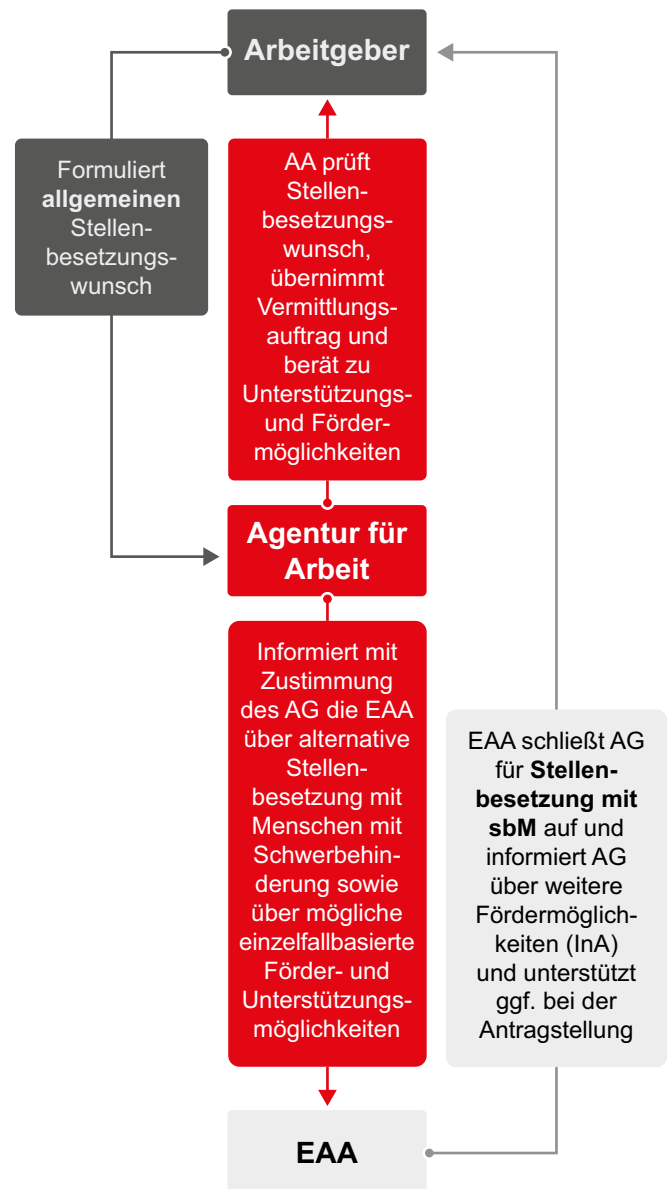 Arbeitgeber
Formuliert
allgemeinen
Stellen-
besetzungs-
wunsch
AA prüft
Stellen-
besetzungs-
wunsch,
übernimmt
Vermittlungs-
auftrag und
berät zu
Unterstützungs-
und Förder-
möglichkeiten
Agentur für
Arbeit
Informiert mit
Zustimmung
des AG die EAA
über alternative
Stellen-
besetzung mit
Menschen mit
Schwerbehin-
derung sowie
über mögliche
einzelfallbasierte
Förder- und
Unterstützungs-
möglichkeiten
EAA schließt AG
für Stellen-
besetzung mit
sbM auf und
informiert AG
über weitere
Fördermöglich-
keiten (InA)
und unterstützt
ggf. bei der
Antragstellung
EAA